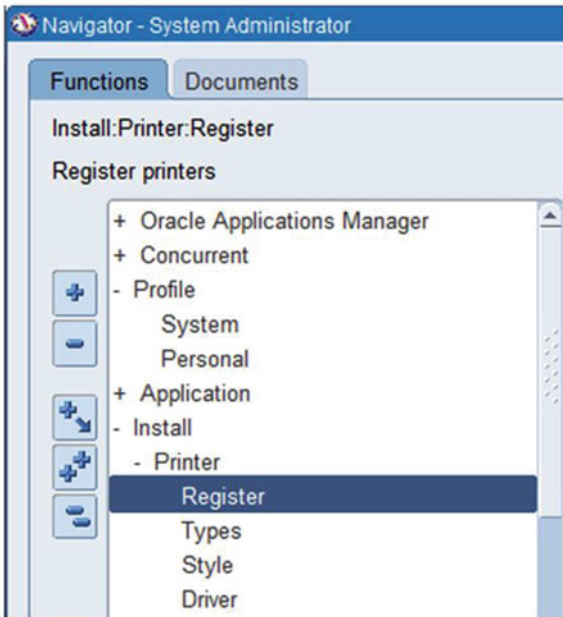 Navigator - System Administrator
Functions Documents
Install:Printer:Register
Register printers
+ Oracle Applications Manager
+ Concurrent
- Profile
System
Personal
+ Application
- Install
- Printer
Register
Types
Style
Driver